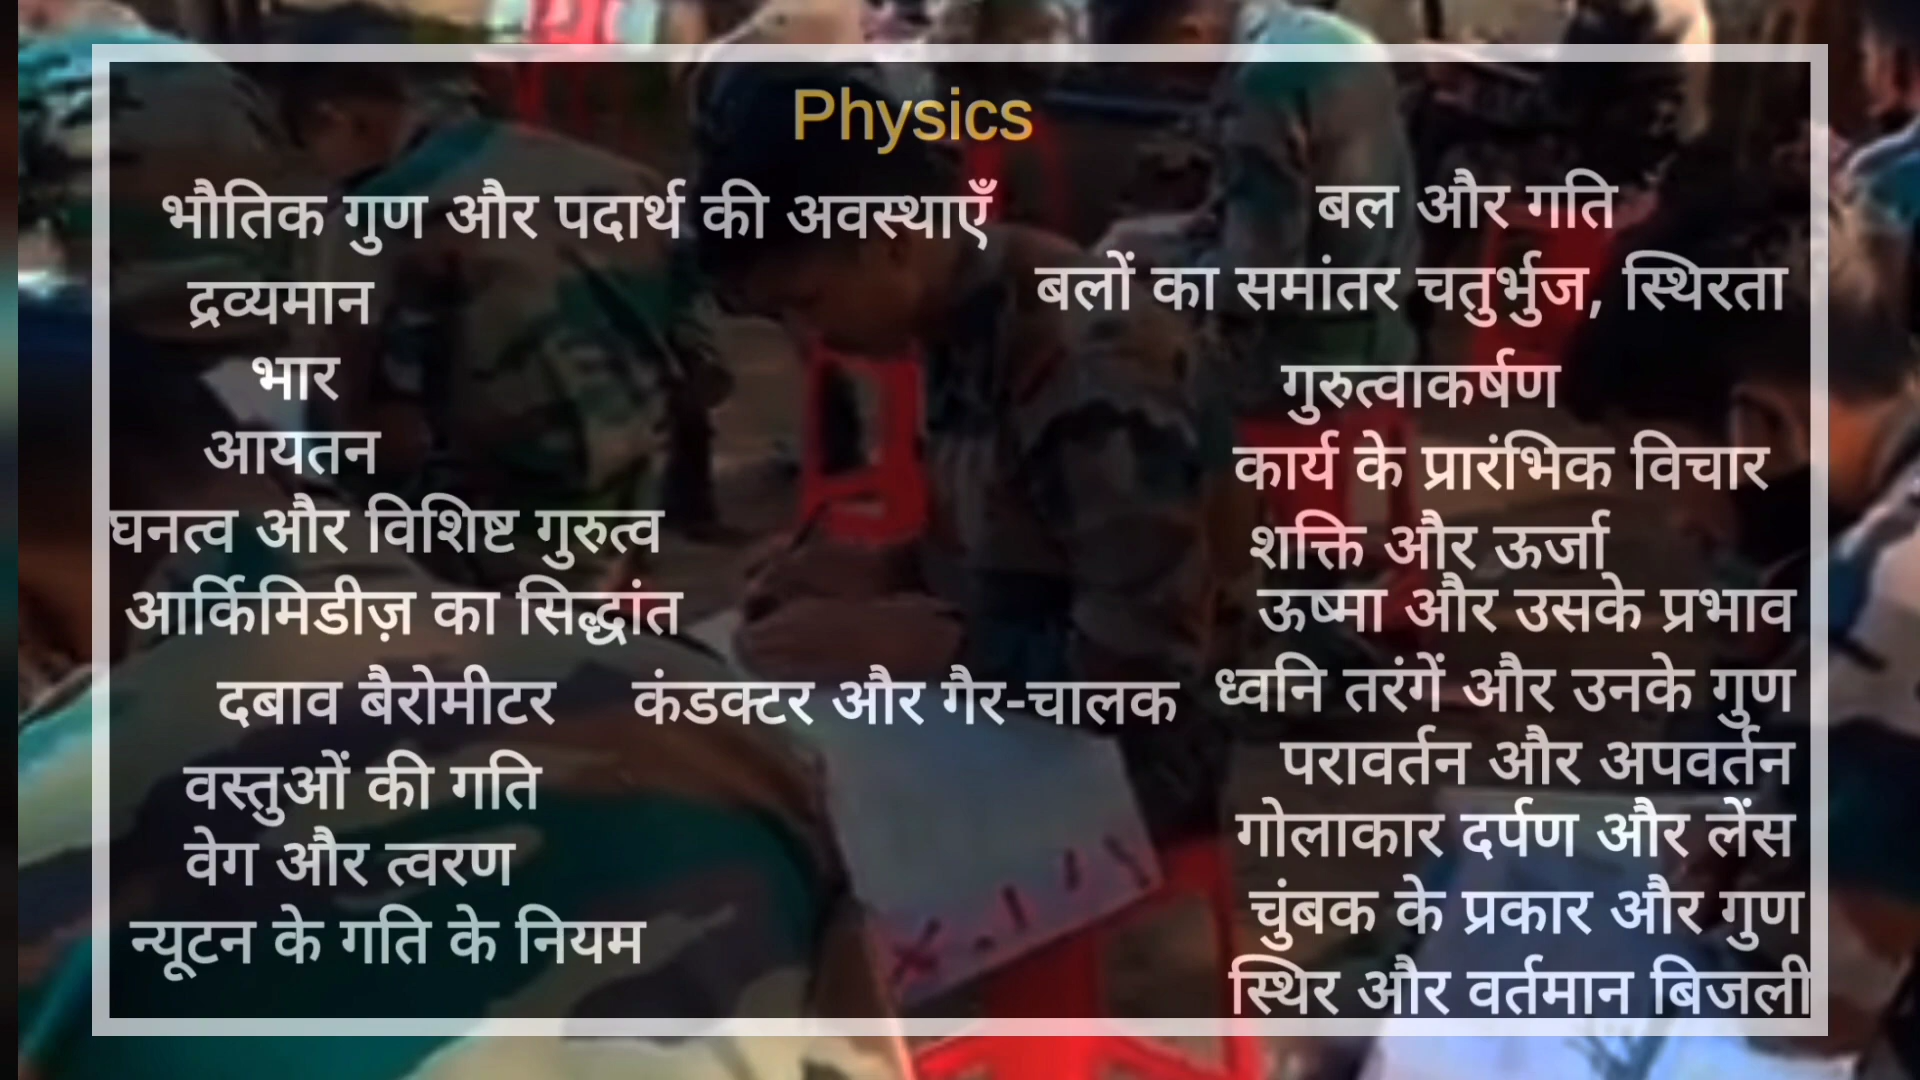 Physics
भौतिक गुण और पदार्थ की अवस्थाएँ
द्रव्यमान
भार
आयतन
घनत्व और विशिष्ट गुरुत्व
आर्किमिडीज़ का सिद्धांत
दबाव बैरोमीटर
वस्तुओं की गति
वेग और त्वरण
न्यूटन के गति के नियम
कंडक्टर और गैर-चालक
बल और गति
बलों का समांतर चतुर्भुज, स्थिरता
गुरुत्वाकर्षण
कार्य के प्रारंभिक विचार
शक्ति और ऊर्जा
ऊष्मा और उसके प्रभाव
ध्वनि तरंगें और उनके गुण
परावर्तन और अपवर्तन
गोलाकार दर्पण और लेंस
चुंबक के प्रकार और गुण
स्थिर और वर्तमान बिजली